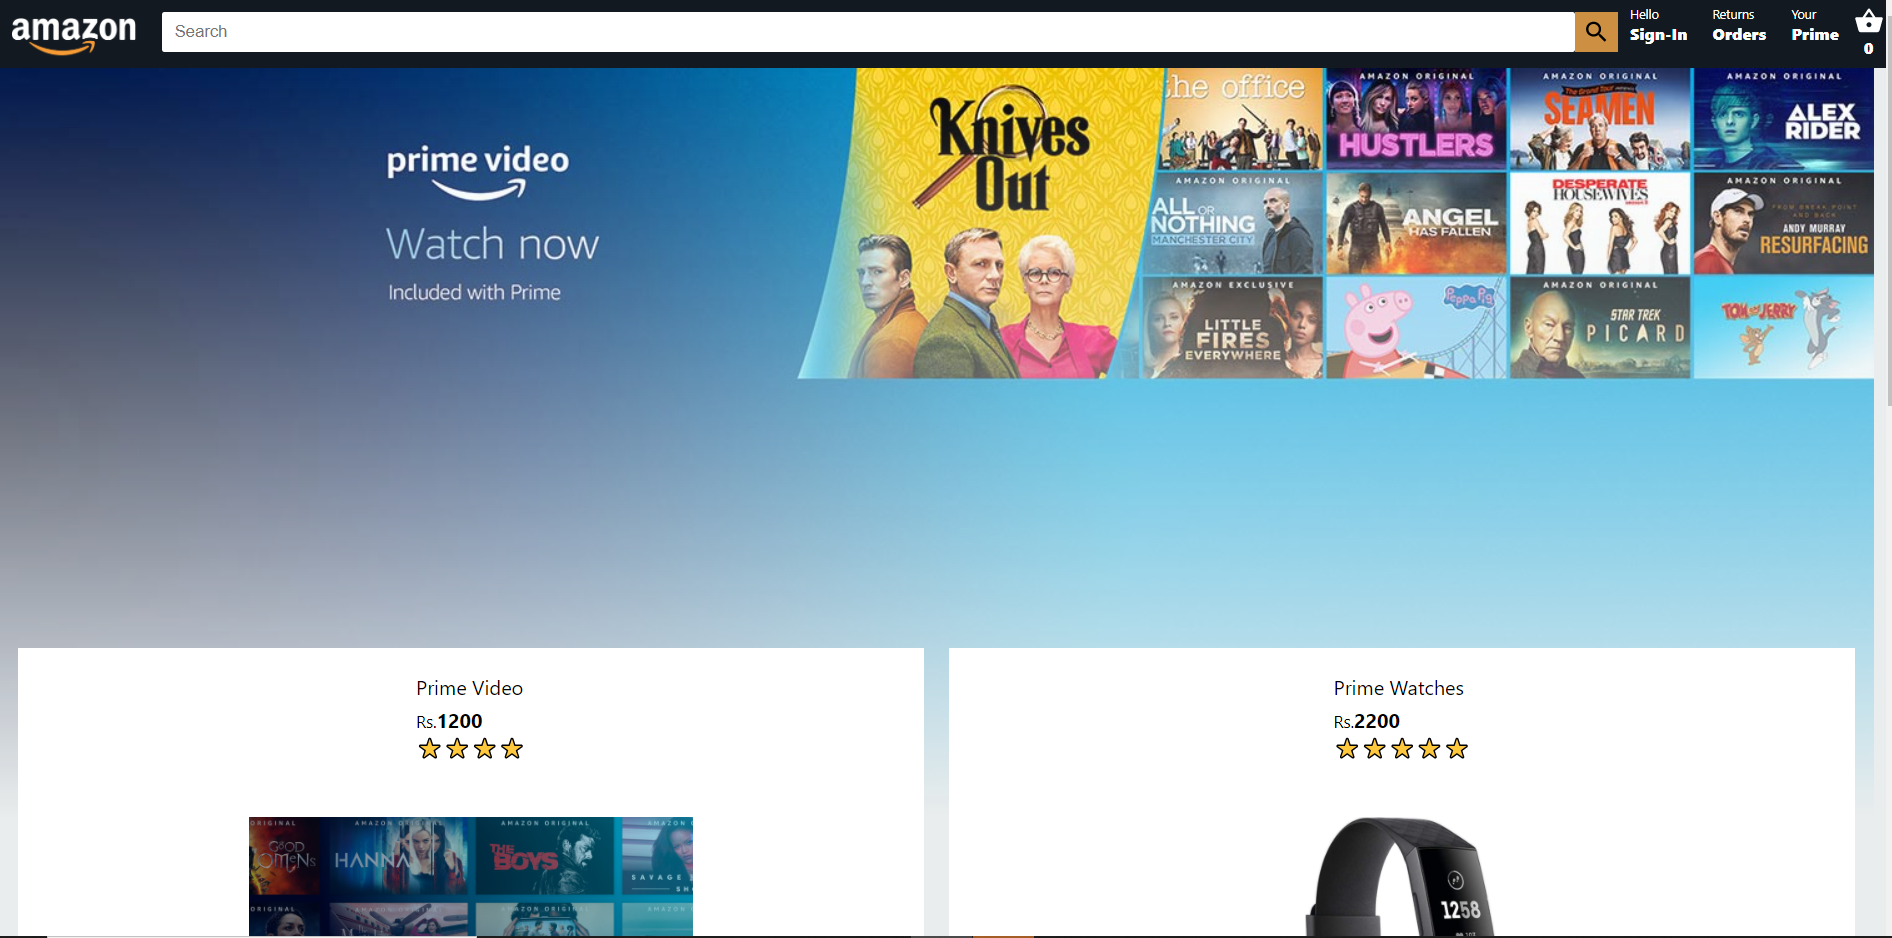 amazon
Search
Hello
Sign-In
Returns
Orders
Your
Prime
0
prime video
Watch now
Included with Prime
Knives
Out
the office
AMAZON ORIGINAL
HUSTLERS
AMAZON ORIGINAL
The Grand Tour
SEAMEN
AMAZON ORIGINAL
ALEX
RIDER
AMAZON ORIGINAL
ALL OR
NOTHING
MANCHESTER CITY
ANGEL
HAS FALLEN
DESPERATE
HOUSEWIVES
AMAZON ORIGINAL
FROM BREAK POINT
AND BACK
ANDY MURRAY
RESURFACING
AMAZON EXCLUSIVE
LITTLE
FIRES
EVERYWHERE
Peppa Pig
AMAZON ORIGINAL
STAR TREK
PICARD
TOM and JERRY
Prime Video
Rs.1200
Prime Watches
Rs.2200
ORIGINAL
GOOD
OMENS
AMAZON ORIGINAL
HANNA
AMAZON ORIGINAL
THE
BOYS
AMAZON
SAVAGE
SH
ORIGINAL
AMAZON ORIGINAL
AMAZON ORIGINAL
AMAZON
1258